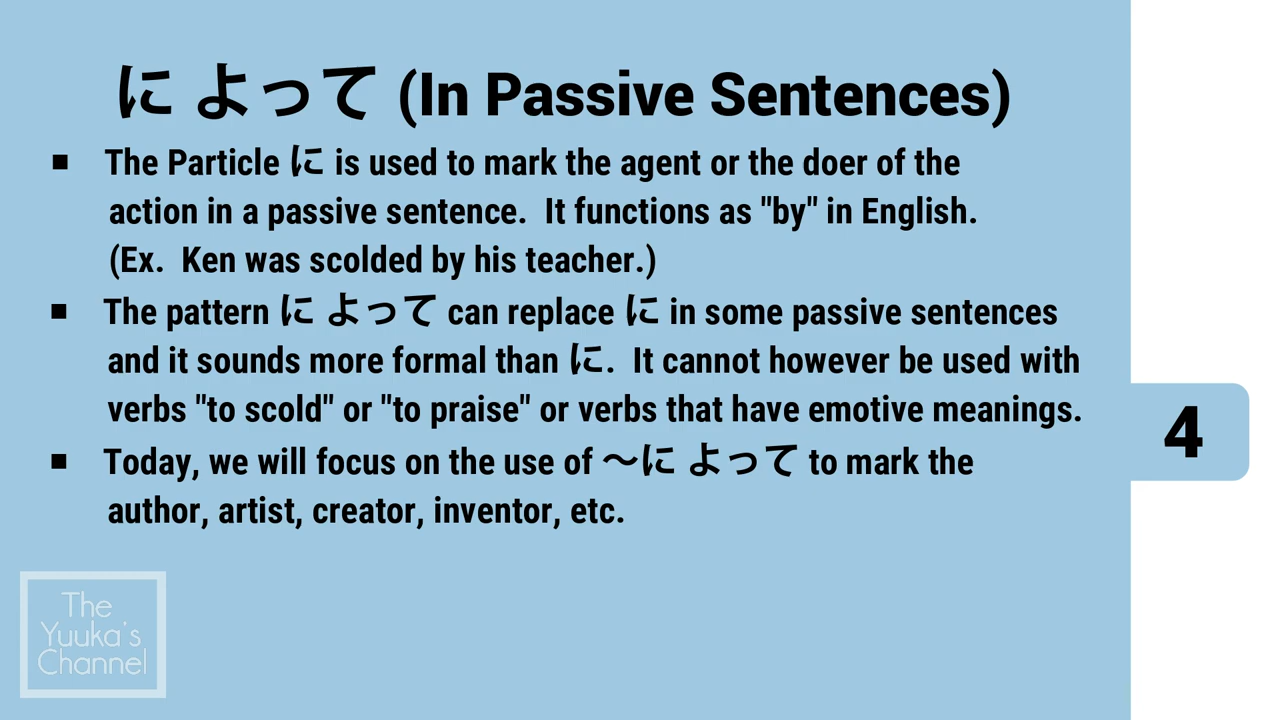 に よって (In Passive Sentences)
■ The Particle に is used to mark the agent or the doer of the
action in a passive sentence. It functions as "by" in English.
(Ex. Ken was scolded by his teacher.)
■ The pattern に よって can replace に in some passive sentences
and it sounds more formal than に. It cannot however be used with
verbs "to scold" or "to praise" or verbs that have emotive meanings.
■ Today, we will focus on the use of ～に よって to mark the
author, artist, creator, inventor, etc.
4
The
Yuuka's
Channel